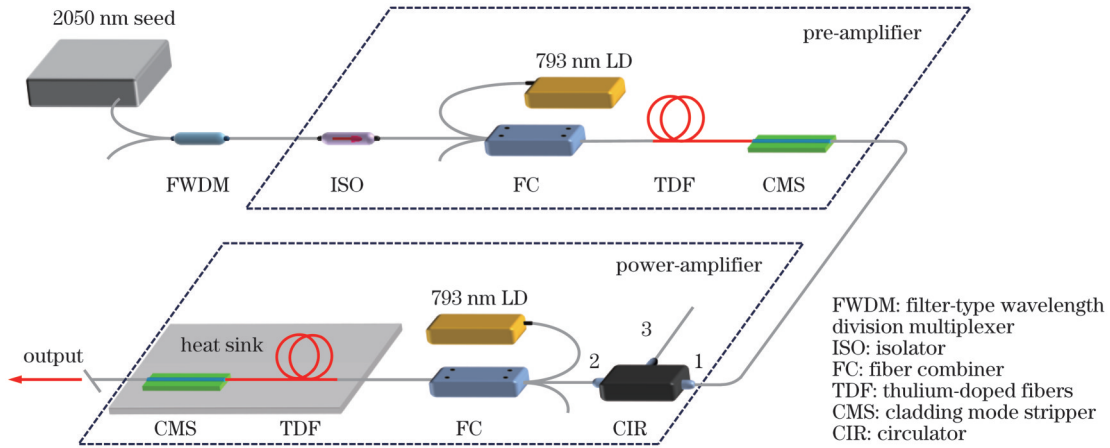 2050 nm seed
pre-amplifier
793 nm LD
FWDM
ISO
FC
TDF
CMS
power-amplifier
793 nm LD
3
heat sink
2
1
output
CMS
TDF
FC
CIR
FWDM: filter-type wavelength
division multiplexer
ISO: isolator
FC: fiber combiner
TDF: thulium-doped fibers
CMS: cladding mode stripper
CIR: circulator